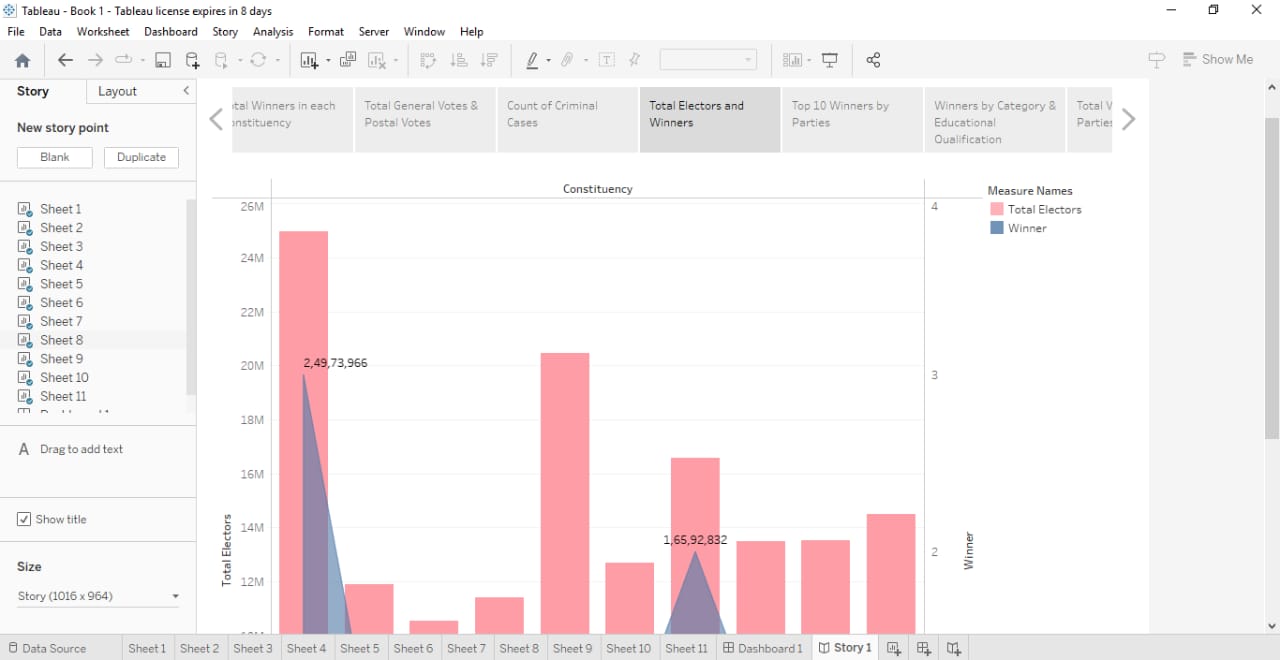 Tableau - Book 1 - Tableau license expires in 8 days
File Data Worksheet Dashboard Story Analysis Format Server Window Help
Show Me
Story Layout
New story point
Blank Duplicate
Sheet 1
Sheet 2
Sheet 3
Sheet 4
Sheet 5
Sheet 6
Sheet 7
Sheet 8
Sheet 9
Sheet 10
Sheet 11
A Drag to add text
Show title
Size
Story (1016 x 964)
Winners in each
Total General Votes &
Postal Votes
Count of Criminal
Cases
Total Electors and
Winners
Top 10 Winners by
Parties
Winners by Category &
Educational
Qualification
Total
Constituency
26M
24M
22M
20M
18M
16M
14M
12M
Total Electors
2,49,73,966
1,65,92,832
4
3
2
Winner
Measure Names
Total Electors
Winner
Data Source Sheet 1 Sheet 2 Sheet 3 Sheet 4 Sheet 5 Sheet 6 Sheet 7 Sheet 8 Sheet 9 Sheet 10 Sheet 11 Dashboard 1 Story 1